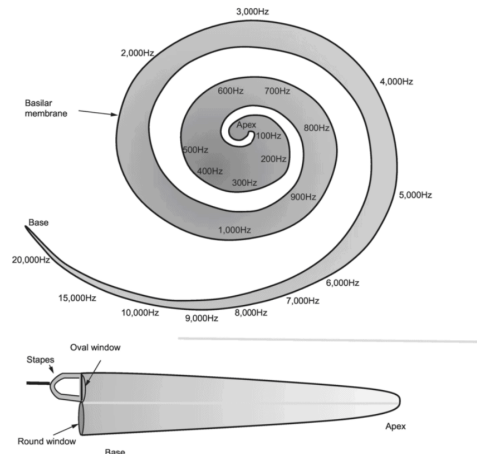 3,000Hz
2,000Hz
4,000Hz
600Hz
700Hz
Basilar
membrane
Apex
100Hz
800Hz
500Hz
200Hz
400Hz
300Hz
900Hz
5,000Hz
Base
1,000Hz
20,000Hz
6,000Hz
15,000Hz
7,000Hz
10,000Hz
8,000Hz
9,000Hz
Oval window
Stapes
Apex
Round window
Base